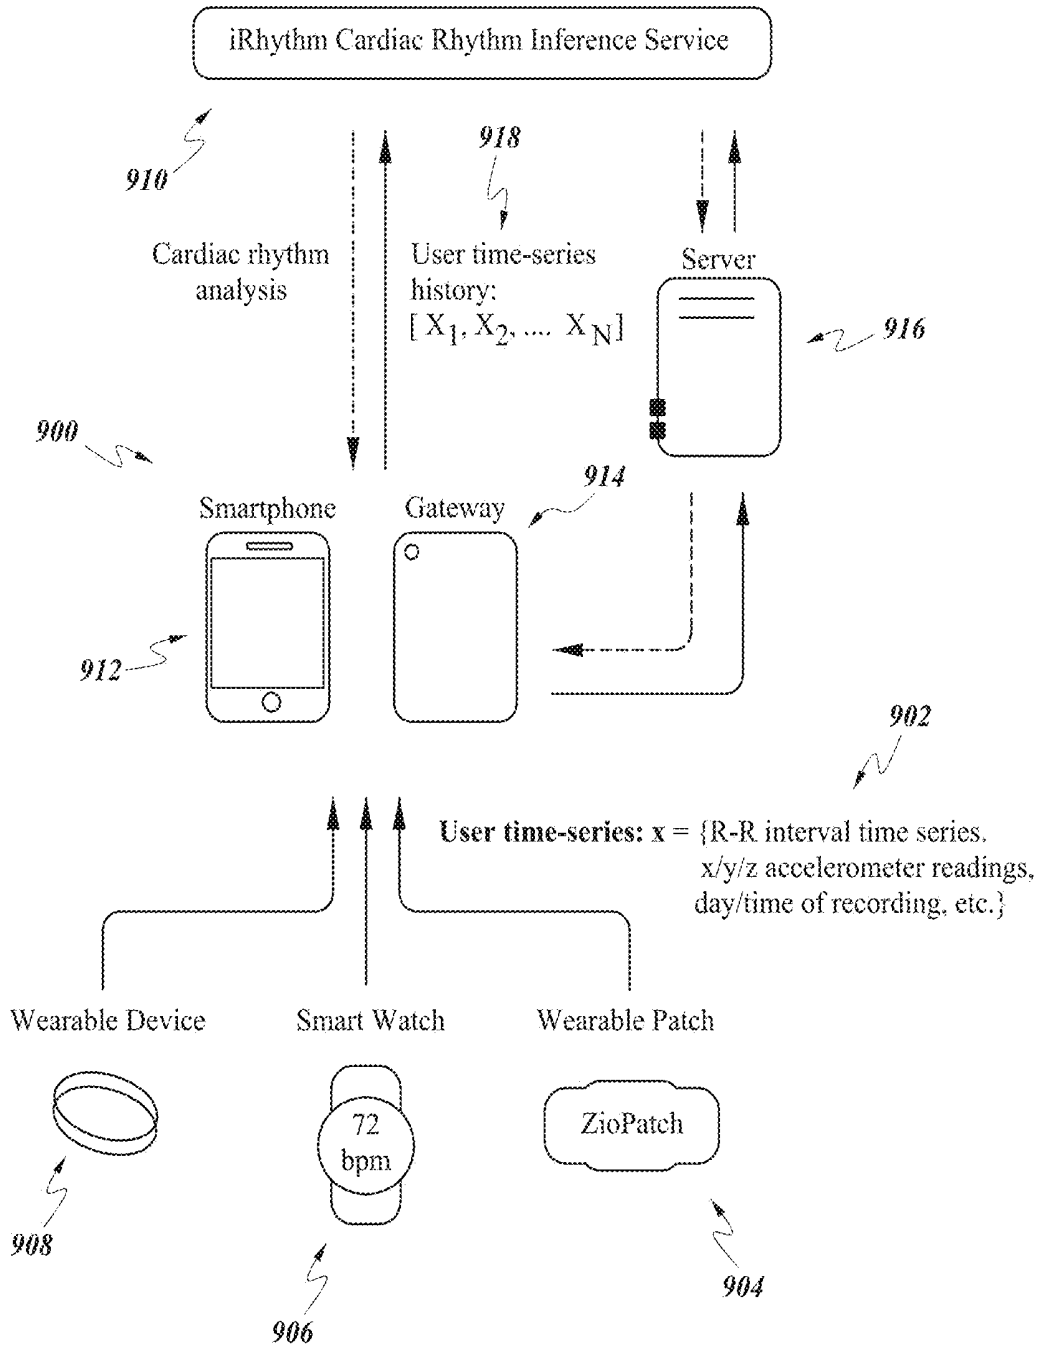 iRhythm Cardiac Rhythm Inference Service
910
918
Cardiac rhythm
analysis
User time-series
history:
[ X1, X2, .... XN]
Server
916
900
914
Smartphone
Gateway
912
902
User time-series: x = {R-R interval time series.
x/y/z accelerometer readings,
day/time of recording, etc.}
Wearable Device
Smart Watch
Wearable Patch
72
bpm
ZioPatch
908
906
904